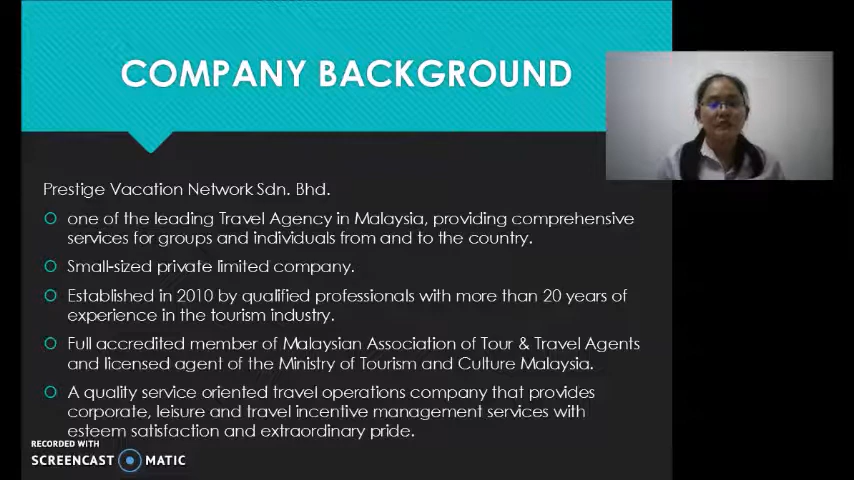 COMPANY BACKGROUND
Prestige Vacation Network Sdn. Bhd.
one of the leading Travel Agency in Malaysia, providing comprehensive
services for groups and individuals from and to the country.
Small-sized private limited company.
Established in 2010 by qualified professionals with more than 20 years of
experience in the tourism industry.
Full accredited member of Malaysian Association of Tour & Travel Agents
and licensed agent of the Ministry of Tourism and Culture Malaysia.
A quality service oriented travel operations company that provides
corporate, leisure and travel incentive management services with
esteem satisfaction and extraordinary pride.
RECORDED WITH
SCREENCAST MATIC